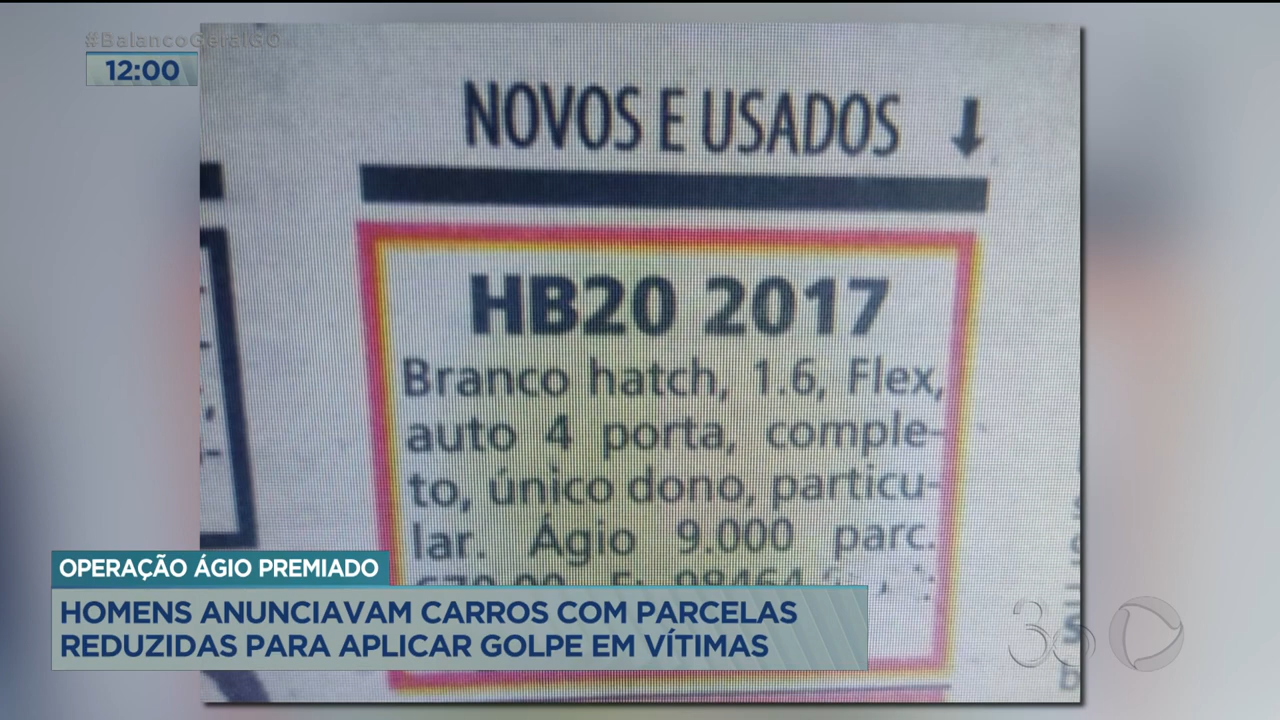 #BalancoGeralGO
12:00
NOVOS E USADOS
HB20 2017
Branco hatch, 1.6, Flex,
auto 4 porta, comple-
to, único dono, particu-
lar. Ágio 9.000 parc.
OPERAÇÃO ÁGIO PREMIADO
HOMENS ANUNCIAVAM CARROS COM PARCELAS
REDUZIDAS PARA APLICAR GOLPE EM VÍTIMAS